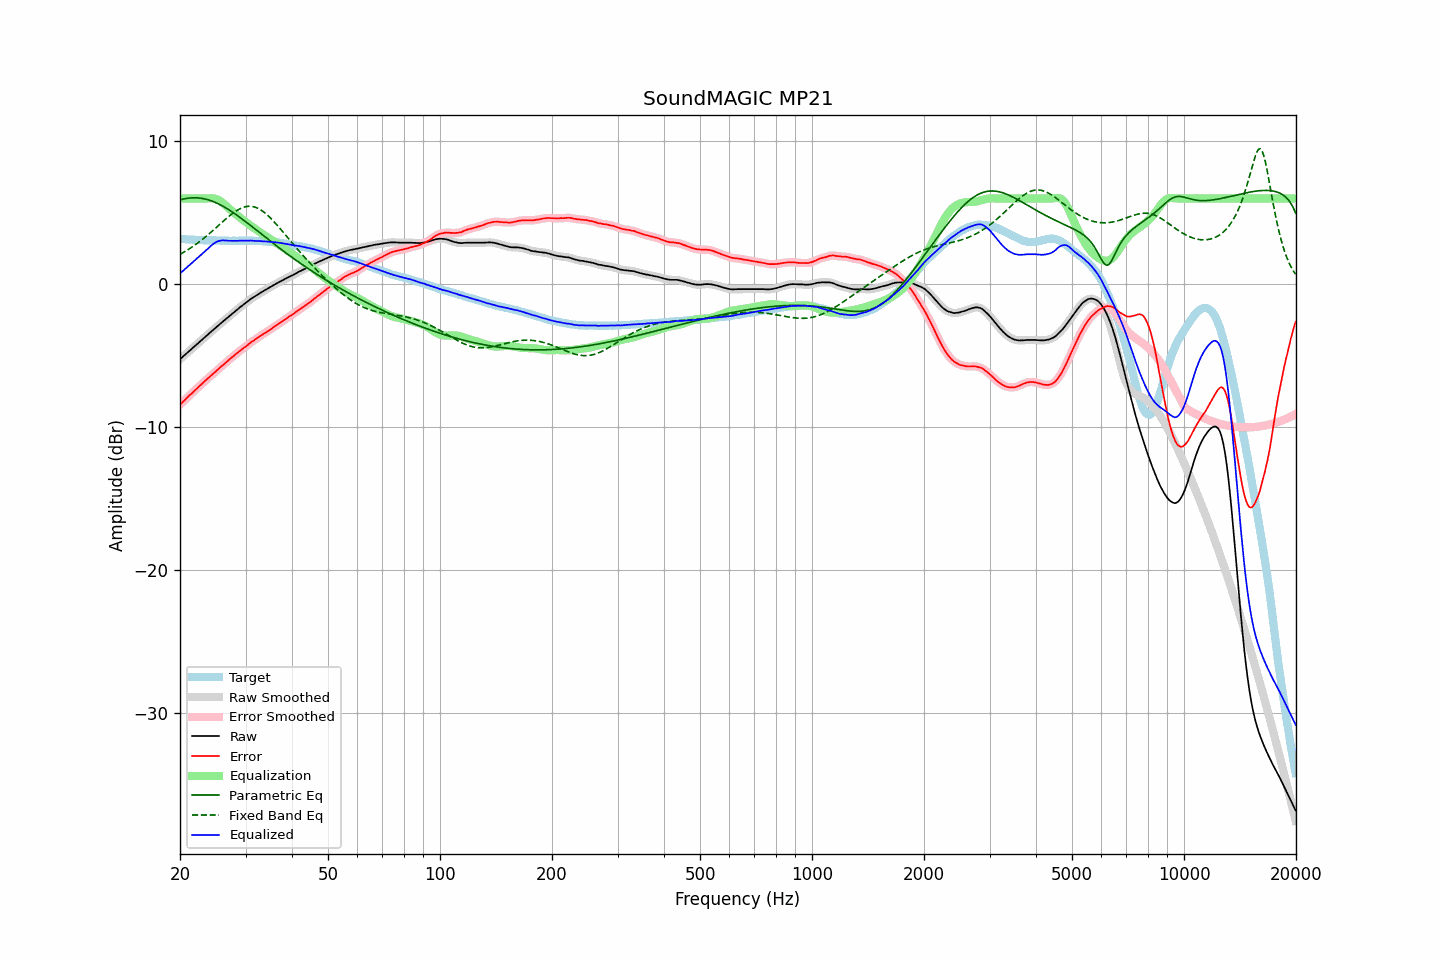 SoundMAGIC MP21
Amplitude (dBr)
10
0
−10
−20
−30
Target
Raw Smoothed
Error Smoothed
Raw
Error
Equalization
Parametric Eq
Fixed Band Eq
Equalized
20 50 100 200 500 1000 2000 5000 10000 20000
Frequency (Hz)